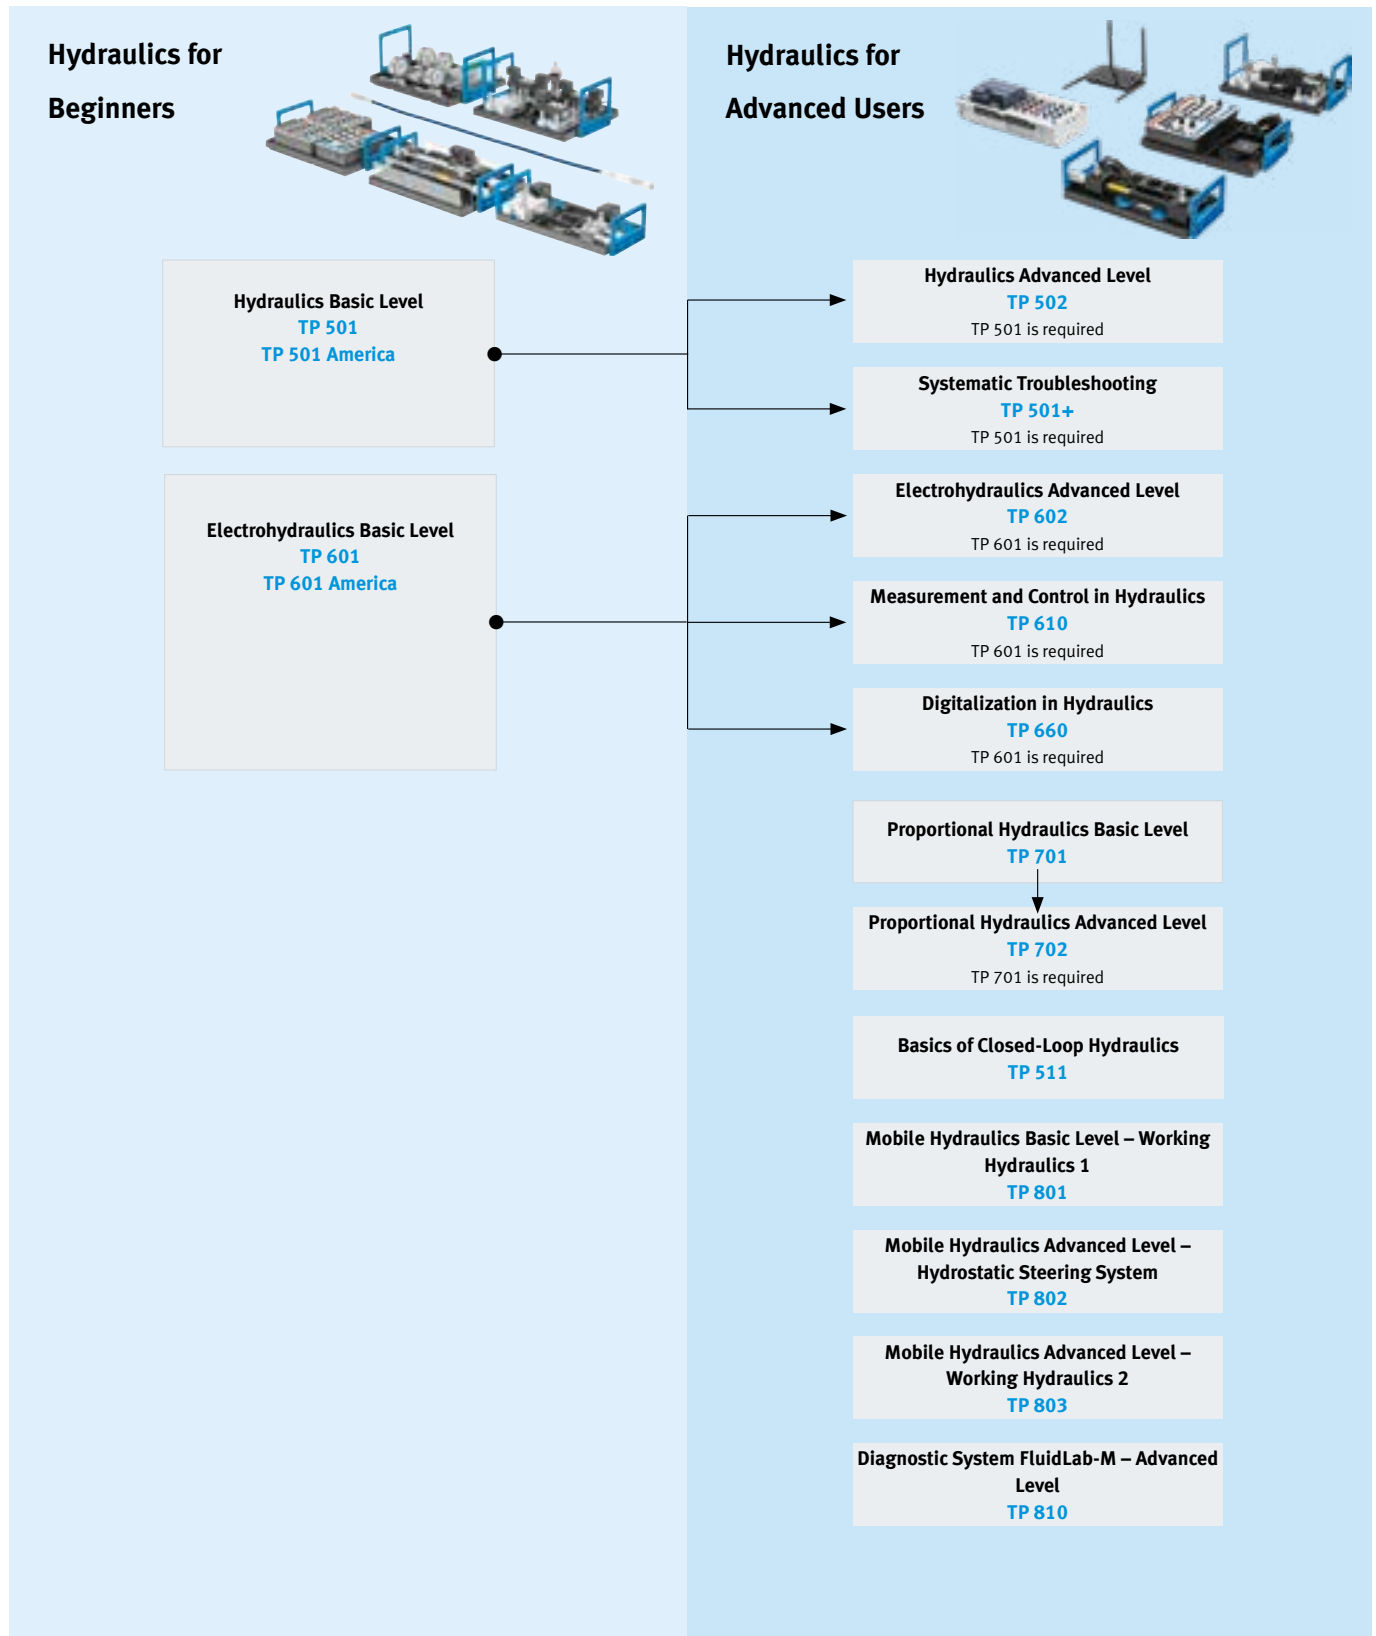 Hydraulics for
Beginners
Hydraulics for
Advanced Users
Hydraulics Basic Level
TP 501
TP 501 America
Electrohydraulics Basic Level
TP 601
TP 601 America
Hydraulics Advanced Level
TP 502
TP 501 is required
Systematic Troubleshooting
TP 501+
TP 501 is required
Electrohydraulics Advanced Level
TP 602
TP 601 is required
Measurement and Control in Hydraulics
TP 610
TP 601 is required
Digitalization in Hydraulics
TP 660
TP 601 is required
Proportional Hydraulics Basic Level
TP 701
Proportional Hydraulics Advanced Level
TP 702
TP 701 is required
Basics of Closed-Loop Hydraulics
TP 511
Mobile Hydraulics Basic Level – Working
Hydraulics 1
TP 801
Mobile Hydraulics Advanced Level –
Hydrostatic Steering System
TP 802
Mobile Hydraulics Advanced Level –
Working Hydraulics 2
TP 803
Diagnostic System FluidLab-M – Advanced
Level
TP 810